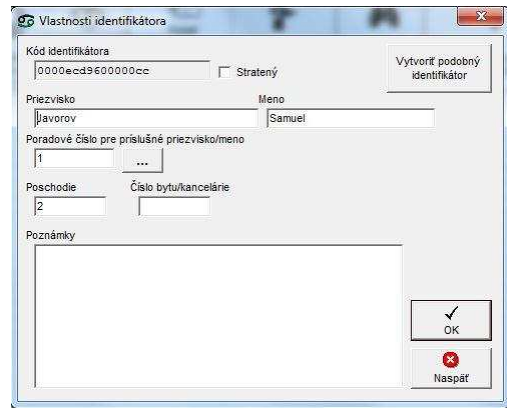 Vlastnosti identifikátora
Kód identifikátora
0000ecd9600000cc
Stratený
Vytvoriť podobný
identifikátor
Priezvisko
Meno
Javorov
Samuel
Poradové číslo pre príslušné priezvisko/meno
1
...
Poschodie
Číslo bytu/kancelárie
2
Poznámky
OK
Naspäť